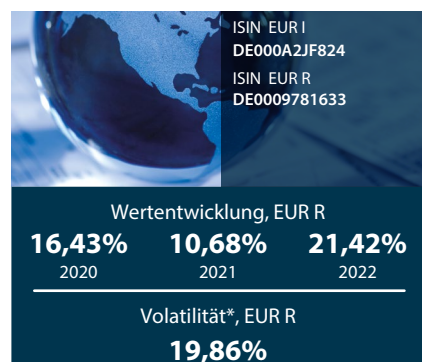 ISIN EUR I
DE000A2JF824
ISIN EUR R
DE0009781633
Wertentwicklung, EUR R
16,43% 10,68% 21,42%
2020 2021 2022
Volatilität*, EUR R
19,86%